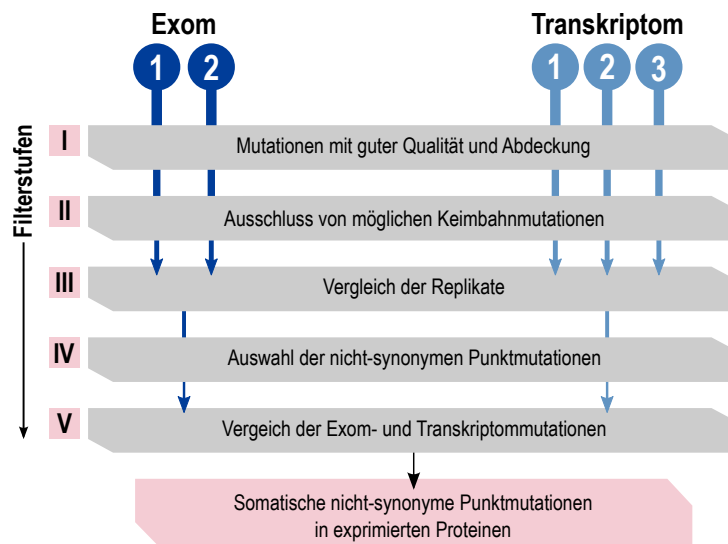 Exom
Transkriptom
1
2
1
2
3
Filterstufen
I
Mutationen mit guter Qualität und Abdeckung
II
Ausschluss von möglichen Keimbahnmutationen
III
Vergleich der Replikate
IV
Auswahl der nicht-synonymen Punktmutationen
V
Vergeich der Exom- und Transkriptommutationen
Somatische nicht-synonyme Punktmutationen
in exprimierten Proteinen